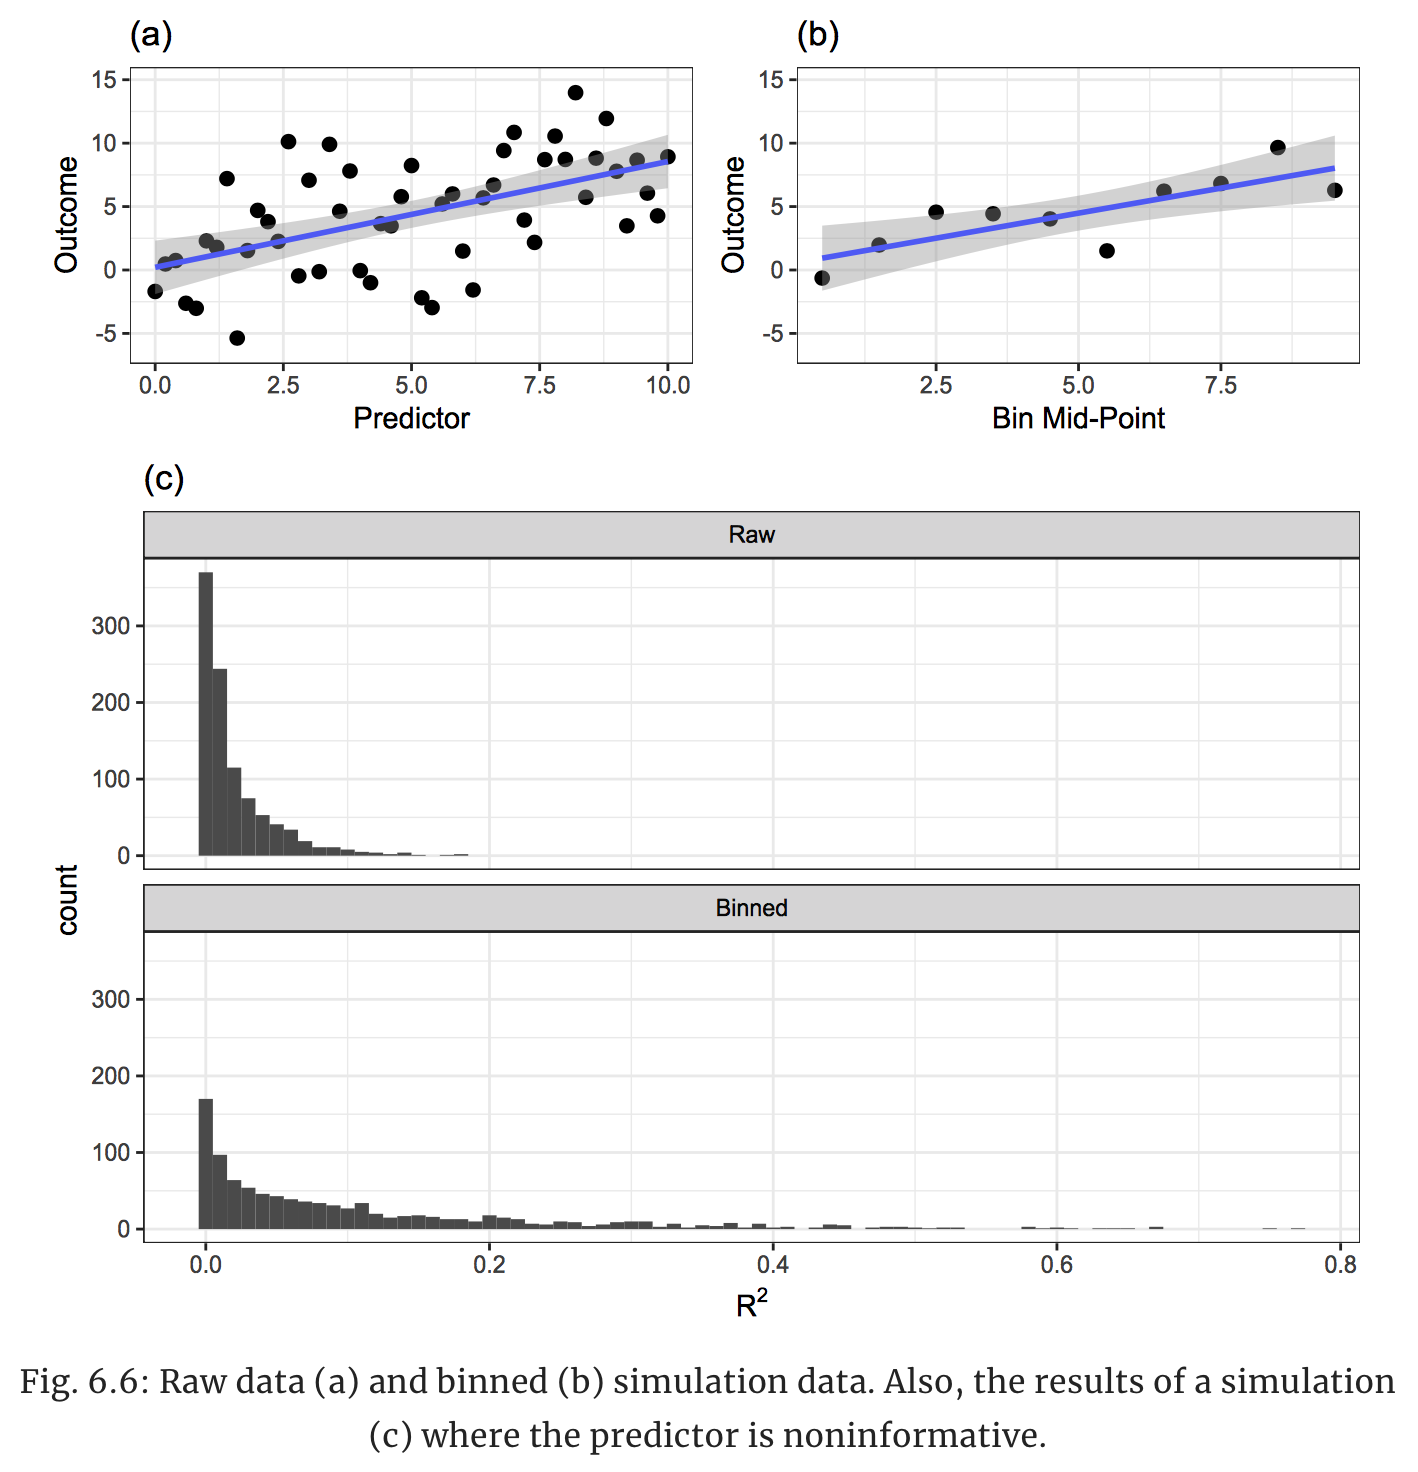 (a)
15
10
5
0
-5
Outcome
0.0 2.5 5.0 7.5 10.0
Predictor
(b)
15
10
5
0
-5
Outcome
2.5 5.0 7.5
Bin Mid-Point
(c)
Raw
300
200
100
0
count
Binned
300
200
100
0
0.0 0.2 0.4 0.6 0.8
R²
Fig. 6.6: Raw data (a) and binned (b) simulation data. Also, the results of a simulation
(c) where the predictor is noninformative.